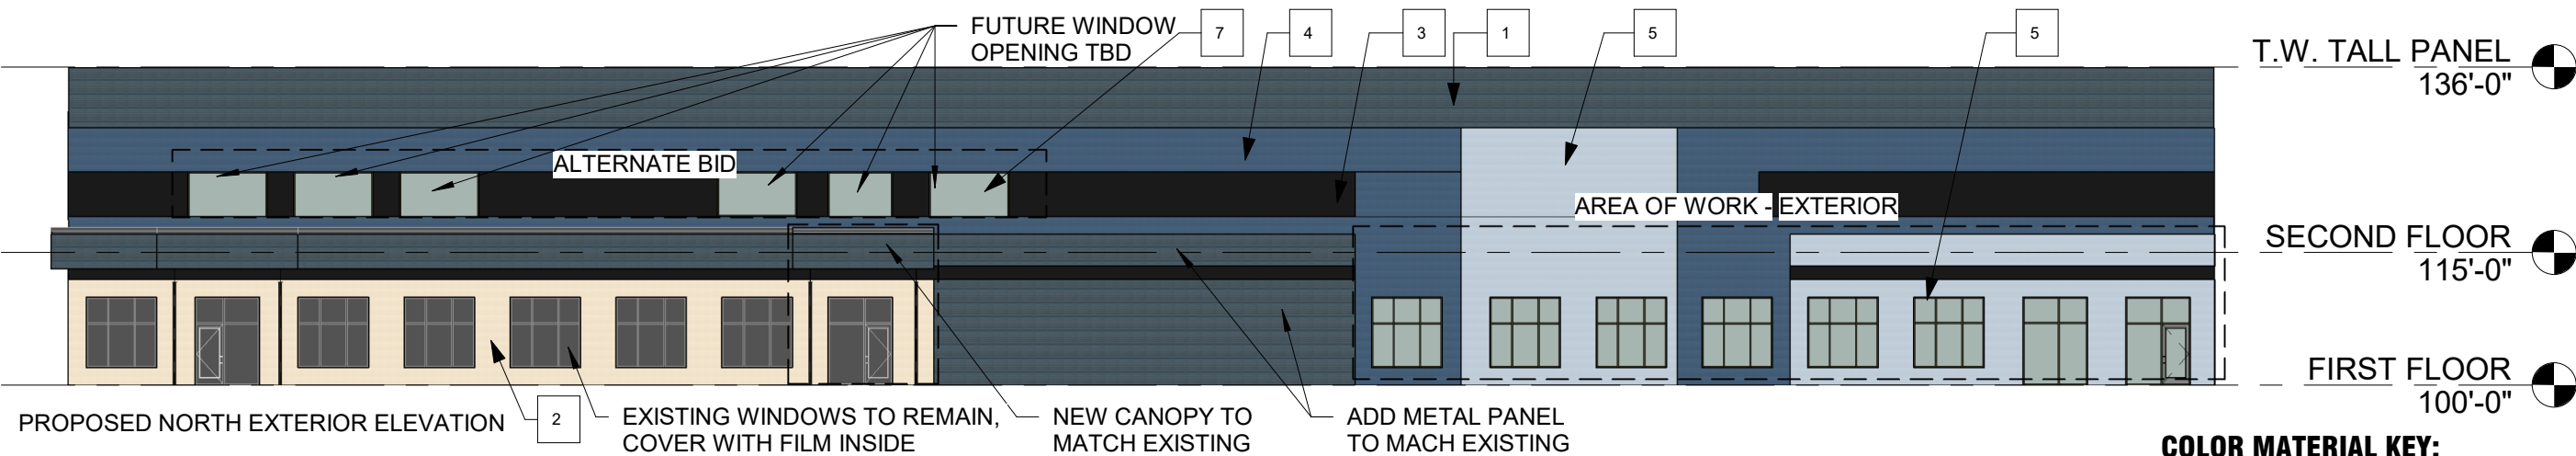 FUTURE WINDOW
OPENING TBD
7
4
3
1
5
5
T.W. TALL PANEL
136'-0"
ALTERNATE BID
AREA OF WORK - EXTERIOR
SECOND FLOOR
115'-0"
FIRST FLOOR
100'-0"
PROPOSED NORTH EXTERIOR ELEVATION
2
EXISTING WINDOWS TO REMAIN,
COVER WITH FILM INSIDE
NEW CANOPY TO
MATCH EXISTING
ADD METAL PANEL
TO MACH EXISTING
COLOR MATERIAL KEY: